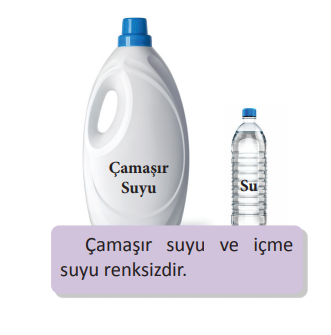 Çamaşır
Suyu
Su
Çamaşır suyu ve içme
suyu renksizdir.